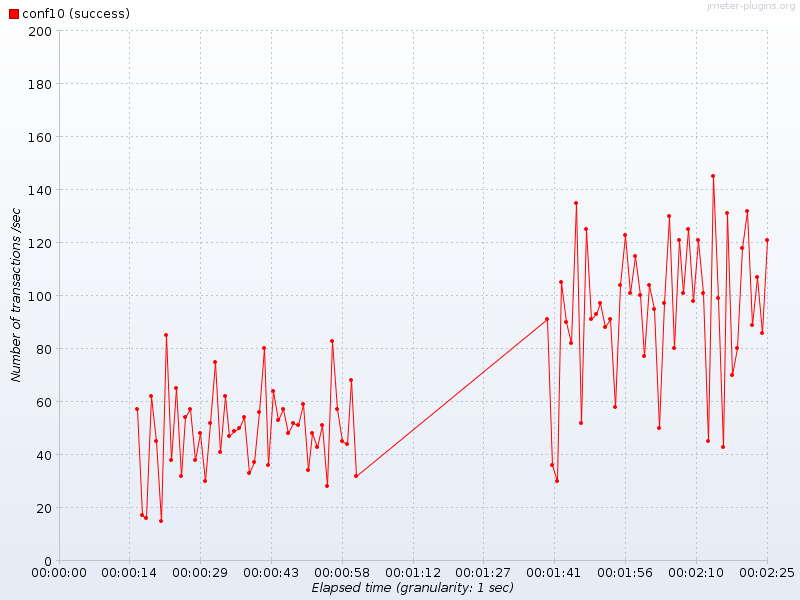 jmeter-plugins.org
conf10 (success)
200
180
160
140
120
100
80
60
40
20
0
Number of transactions /sec
00:00:00 00:00:14 00:00:29 00:00:43 00:00:58 00:01:12 00:01:27 00:01:41 00:01:56 00:02:10 00:02:25
Elapsed time (granularity: 1 sec)